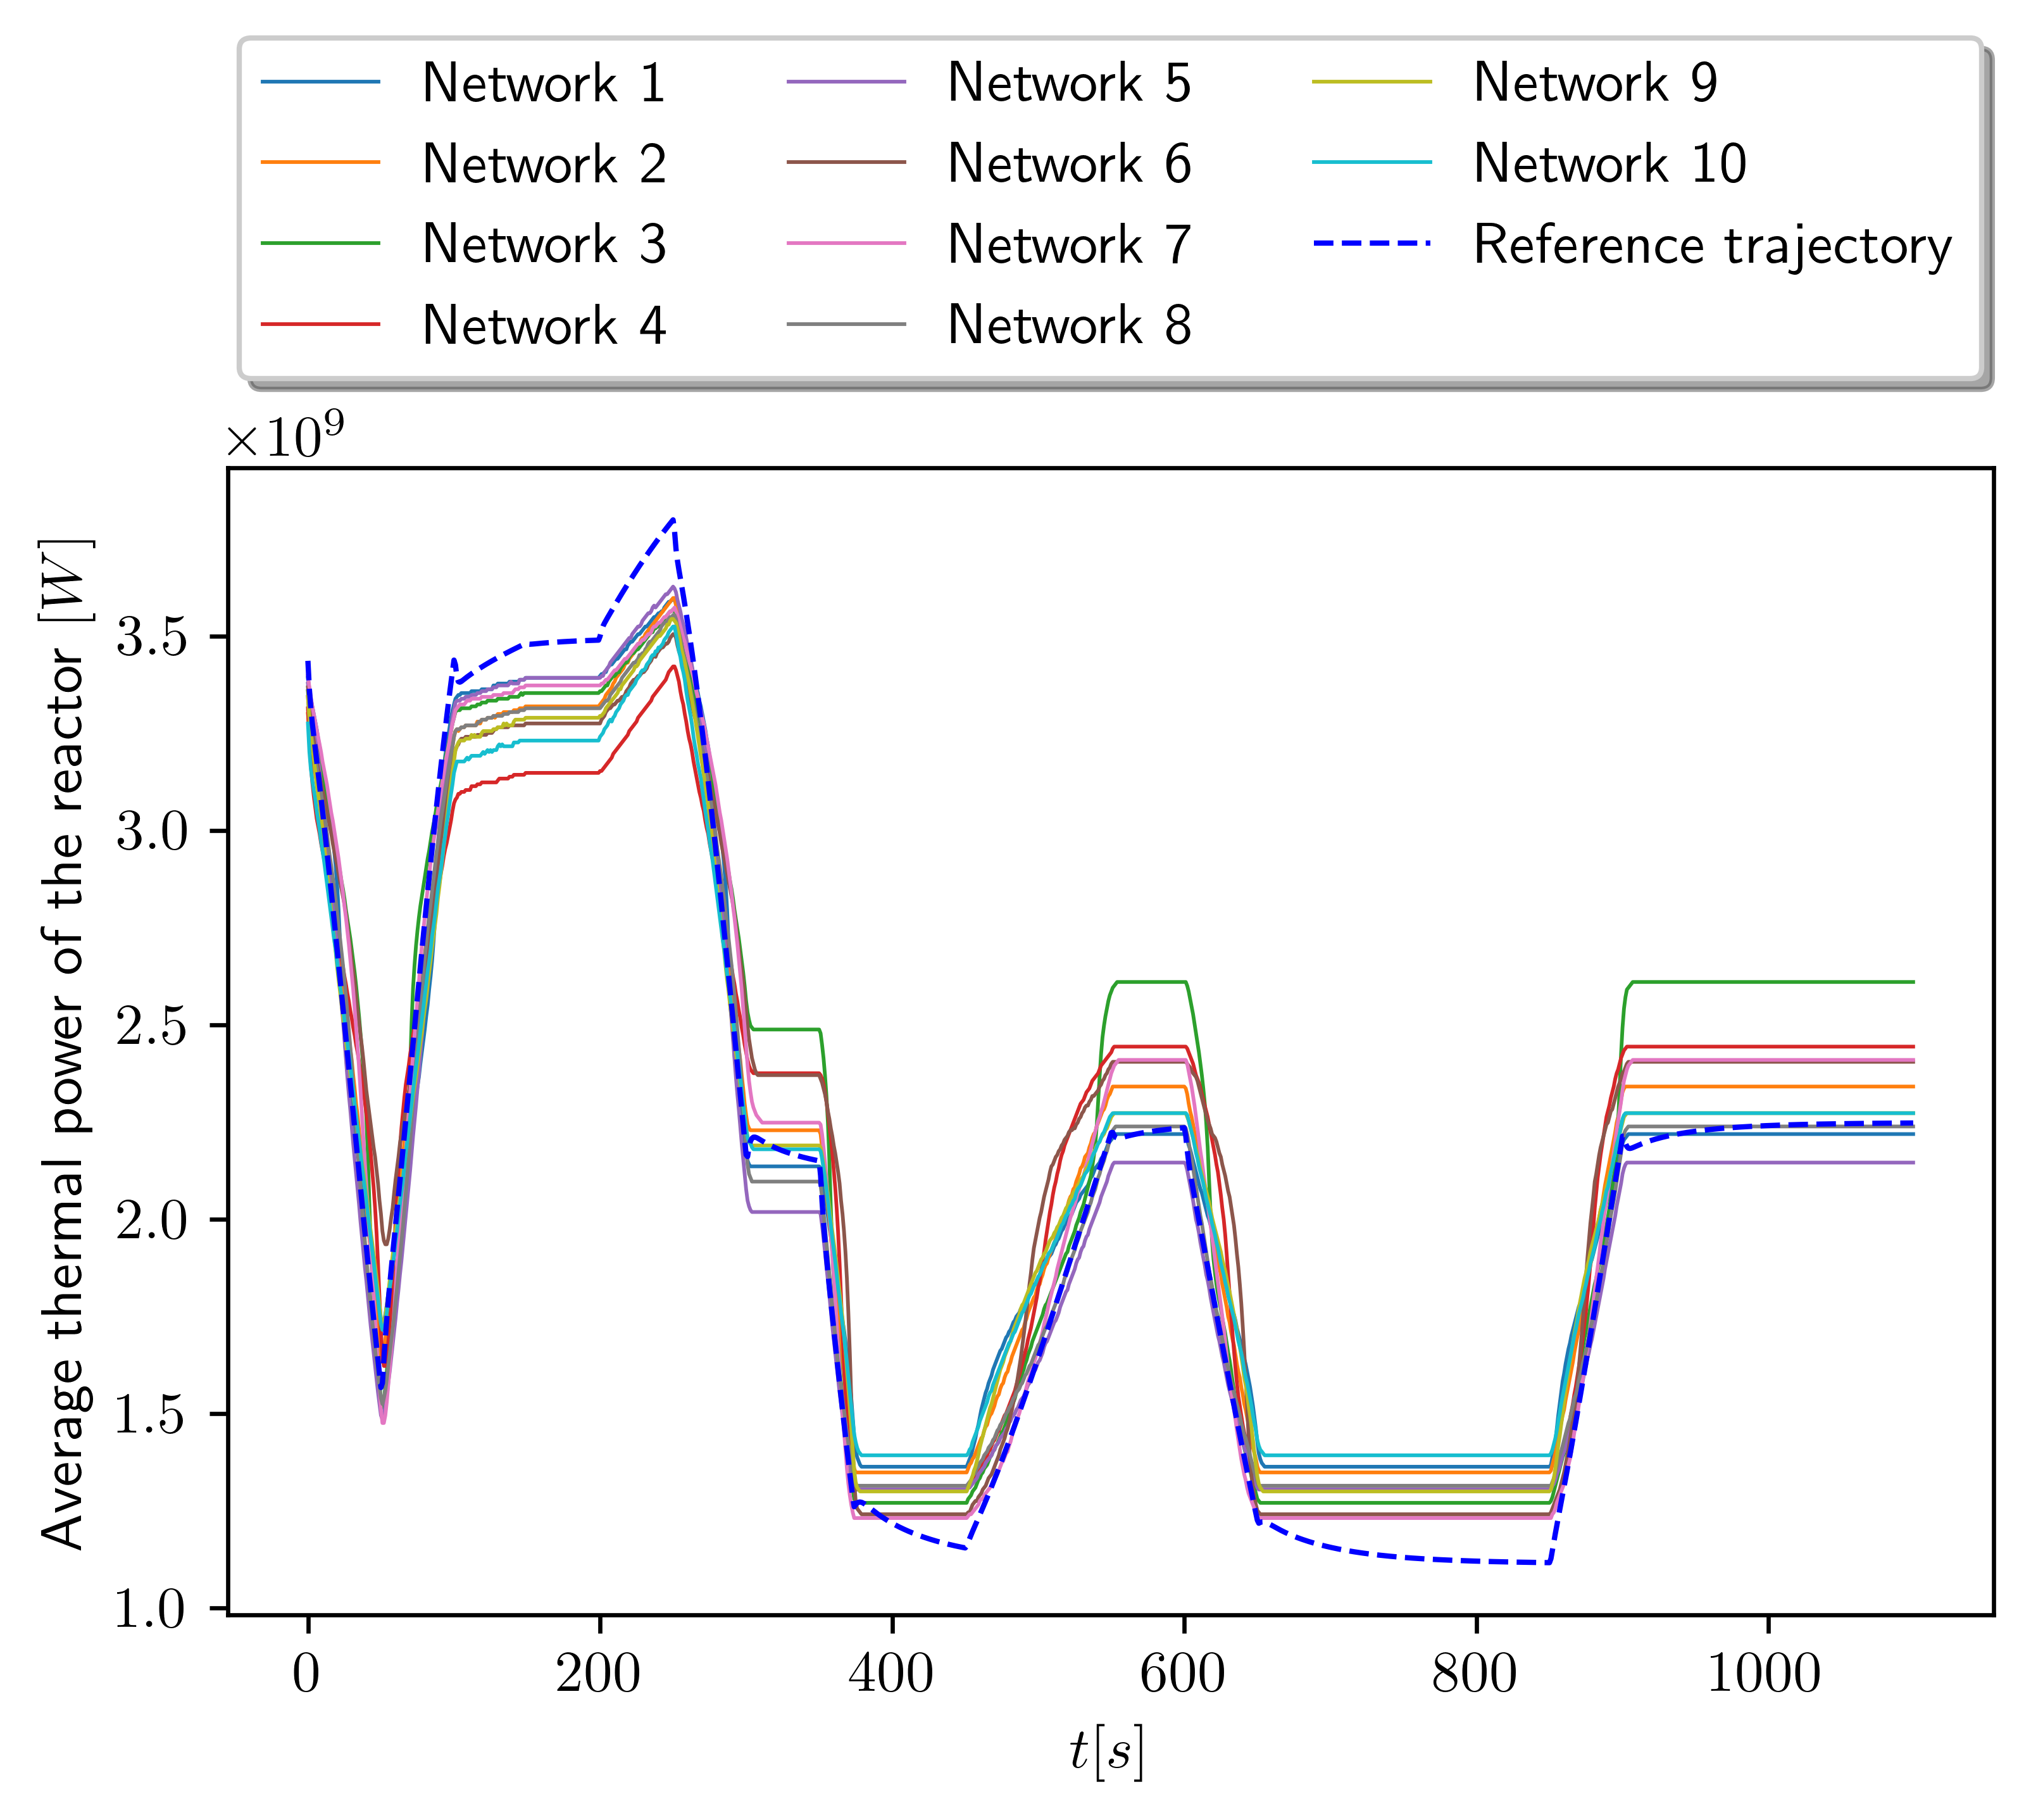 Network 1
Network 2
Network 3
Network 4
Network 5
Network 6
Network 7
Network 8
Network 9
Network 10
Reference trajectory
×10⁹
Average thermal power of the reactor [W]
3.5
3.0
2.5
2.0
1.5
1.0
0 200 400 600 800 1000
t[s]